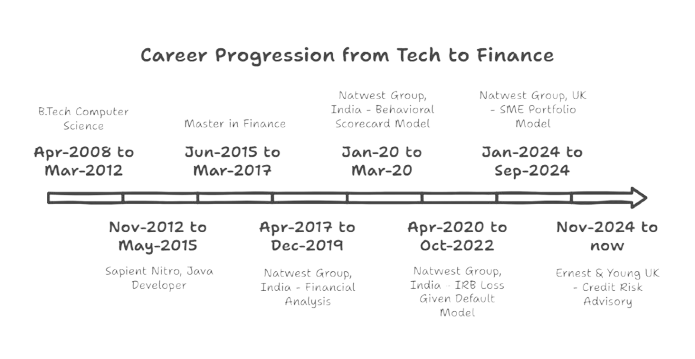 Career Progression from Tech to Finance
B.Tech Computer
Science
Apr-2008 to
Mar-2012
Nov-2012 to
May-2015
Sapient Nitro, Java
Developer
Master in Finance
Jun-2015 to
Mar-2017
Apr-2017 to
Dec-2019
Natwest Group,
India - Financial
Analysis
Natwest Group,
India - Behavioral
Scorecard Model
Jan-20 to
Mar-20
Apr-2020 to
Oct-2022
Natwest Group,
India - IRB Loss
Given Default
Model
Natwest Group, UK
- SME Portfolio
Model
Jan-2024 to
Sep-2024
Nov-2024 to
now
Ernest & Young UK
- Credit Risk
Advisory